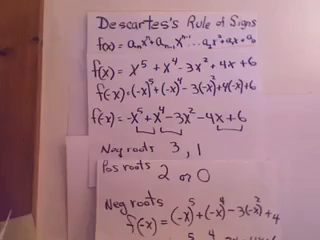 Descartes's Rule of Signs
f(x) = aₙxⁿ + aₙ₋₁xⁿ⁻¹ ... a₂x² + a₁x + a₀
f(x) = x⁵ + x⁴ - 3x² + 4x + 6
f(-x) = (-x)⁵ + (-x)⁴ - 3(-x)² + 4(-x) + 6
f(-x) = -x⁵ + x⁴ - 3x² - 4x + 6
Neg roots 3, 1
Pos roots
2 or 0
Neg roots
f(-x) = (-x)⁵ + (-x)⁴ - 3(-x)² + 4